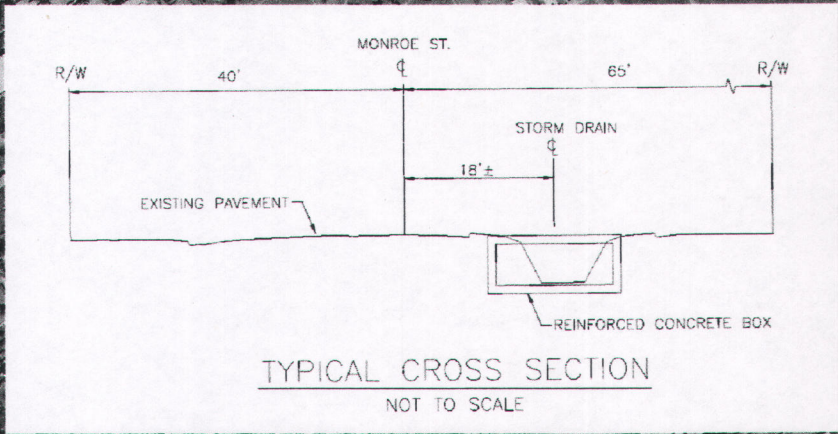 MONROE ST.
℄
R/W
40'
65'
R/W
STORM DRAIN
℄
18'±
EXISTING PAVEMENT
REINFORCED CONCRETE BOX
TYPICAL CROSS SECTION
NOT TO SCALE